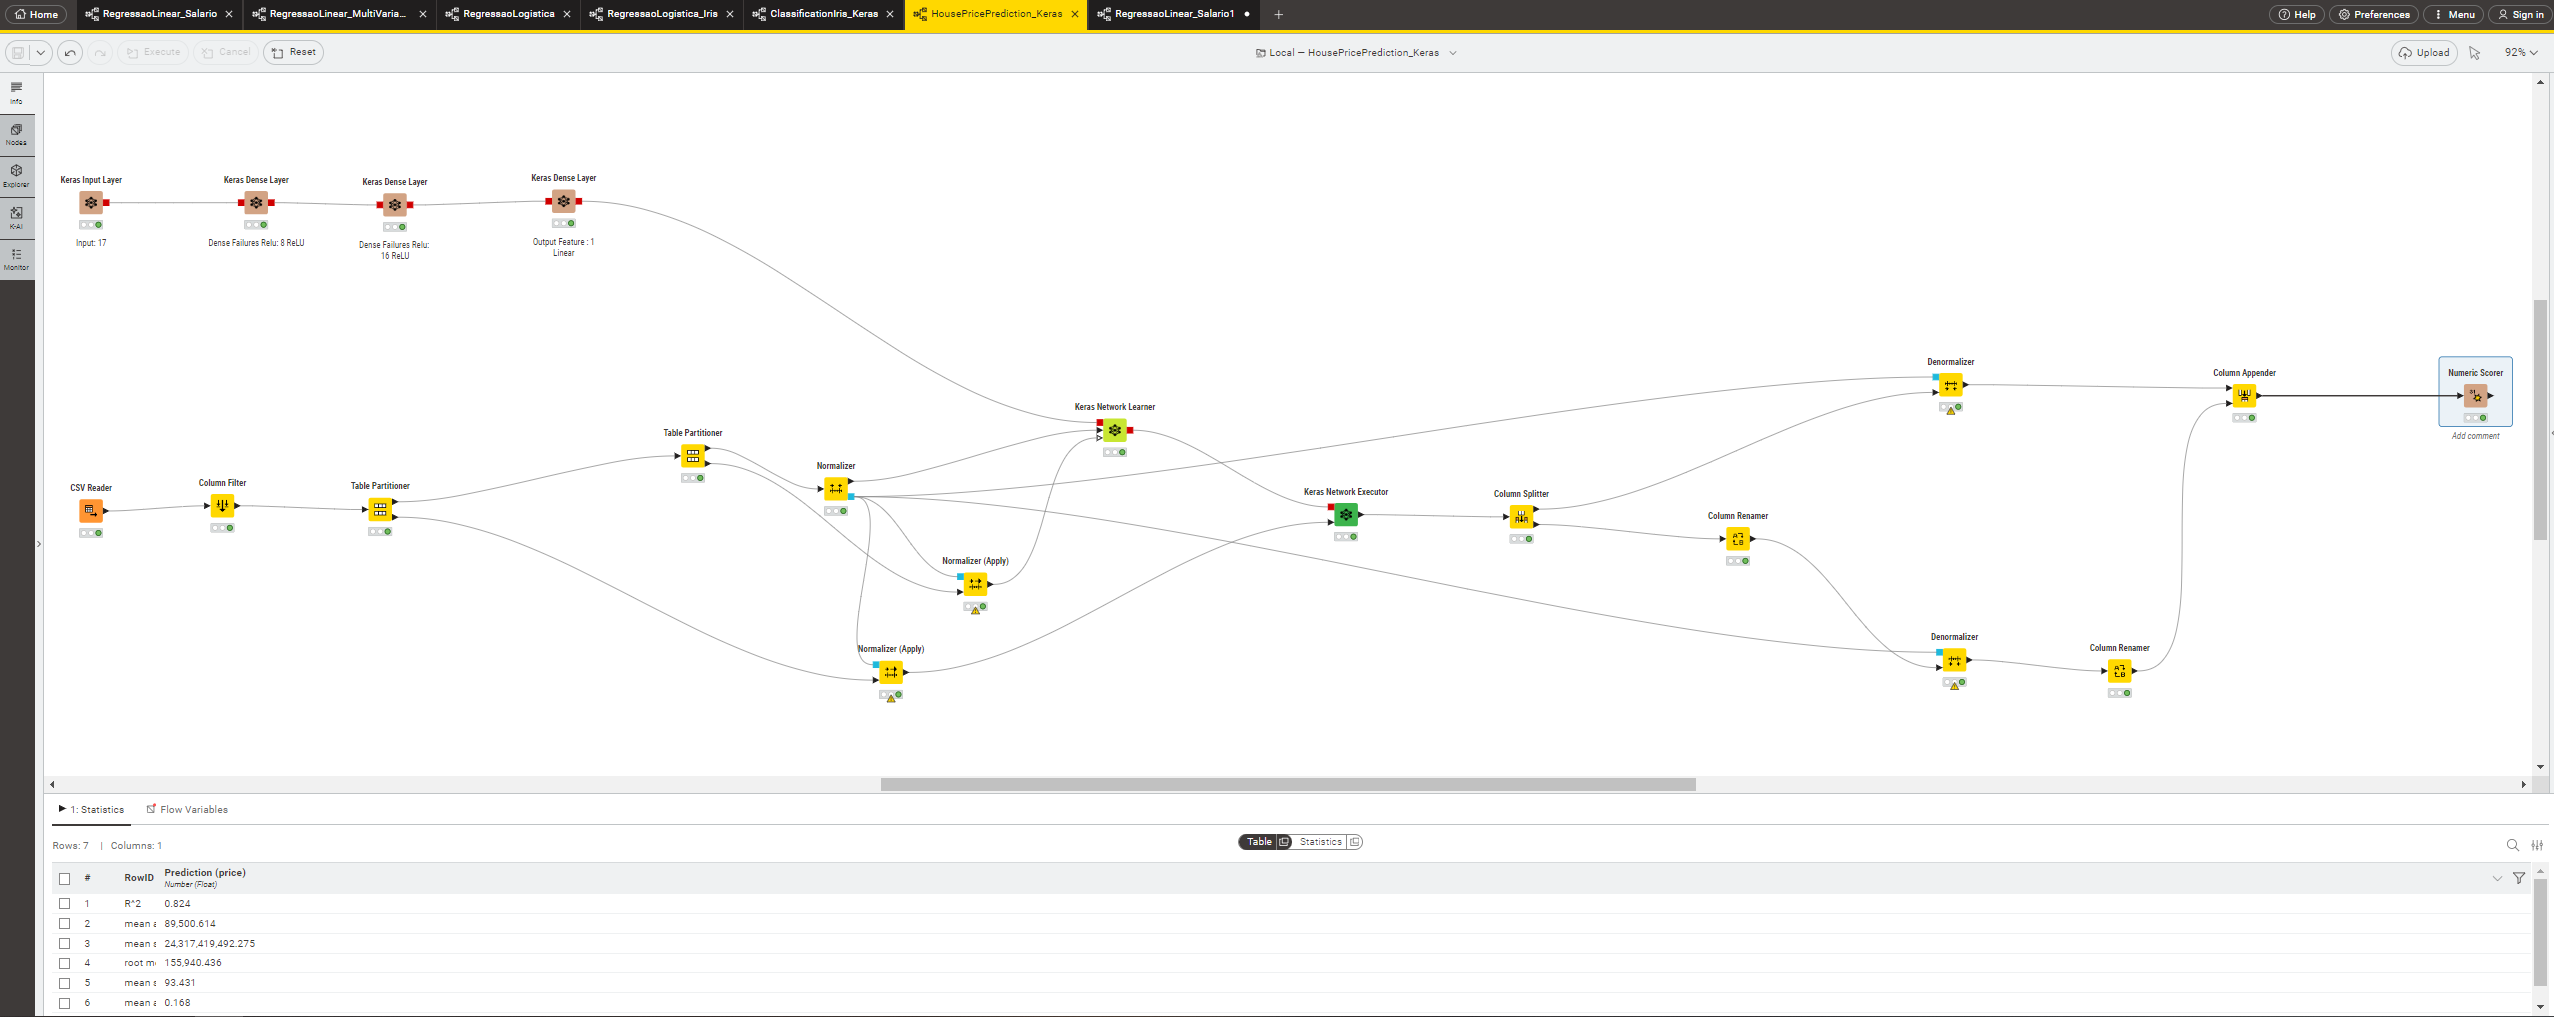 Home
RegressaoLinear_Salario
RegressaoLinear_MultiVaria...
RegressaoLogistica
RegressaoLogistica_Iris
ClassificationIris_Keras
HousePricePrediction_Keras
RegressaoLinear_Salario1
Help
Preferences
Menu
Sign in
Execute
Cancel
Reset
Local — HousePricePrediction_Keras
Upload
92%
Info
Nodes
Explorer
K-AI
Monitor
Keras Input Layer
Input: 17
Keras Dense Layer
Dense Failures Relu: 8 ReLU
Keras Dense Layer
Dense Failures Relu:
16 ReLU
Keras Dense Layer
Output Feature : 1
Linear
CSV Reader
Column Filter
Table Partitioner
Table Partitioner
Normalizer
Normalizer (Apply)
Normalizer (Apply)
Keras Network Learner
Keras Network Executor
Column Splitter
Column Renamer
Denormalizer
Denormalizer
Column Renamer
Column Appender
Numeric Scorer
Add comment
1: Statistics
Flow Variables
Rows: 7 | Columns: 1
Table
Statistics
# RowID Prediction (price)
Number (Float)
1 R^2 0.824
2 mean a 89,500.614
3 mean s 24,317,419,492.275
4 root m 155,940.436
5 mean s 93.431
6 mean a 0.168